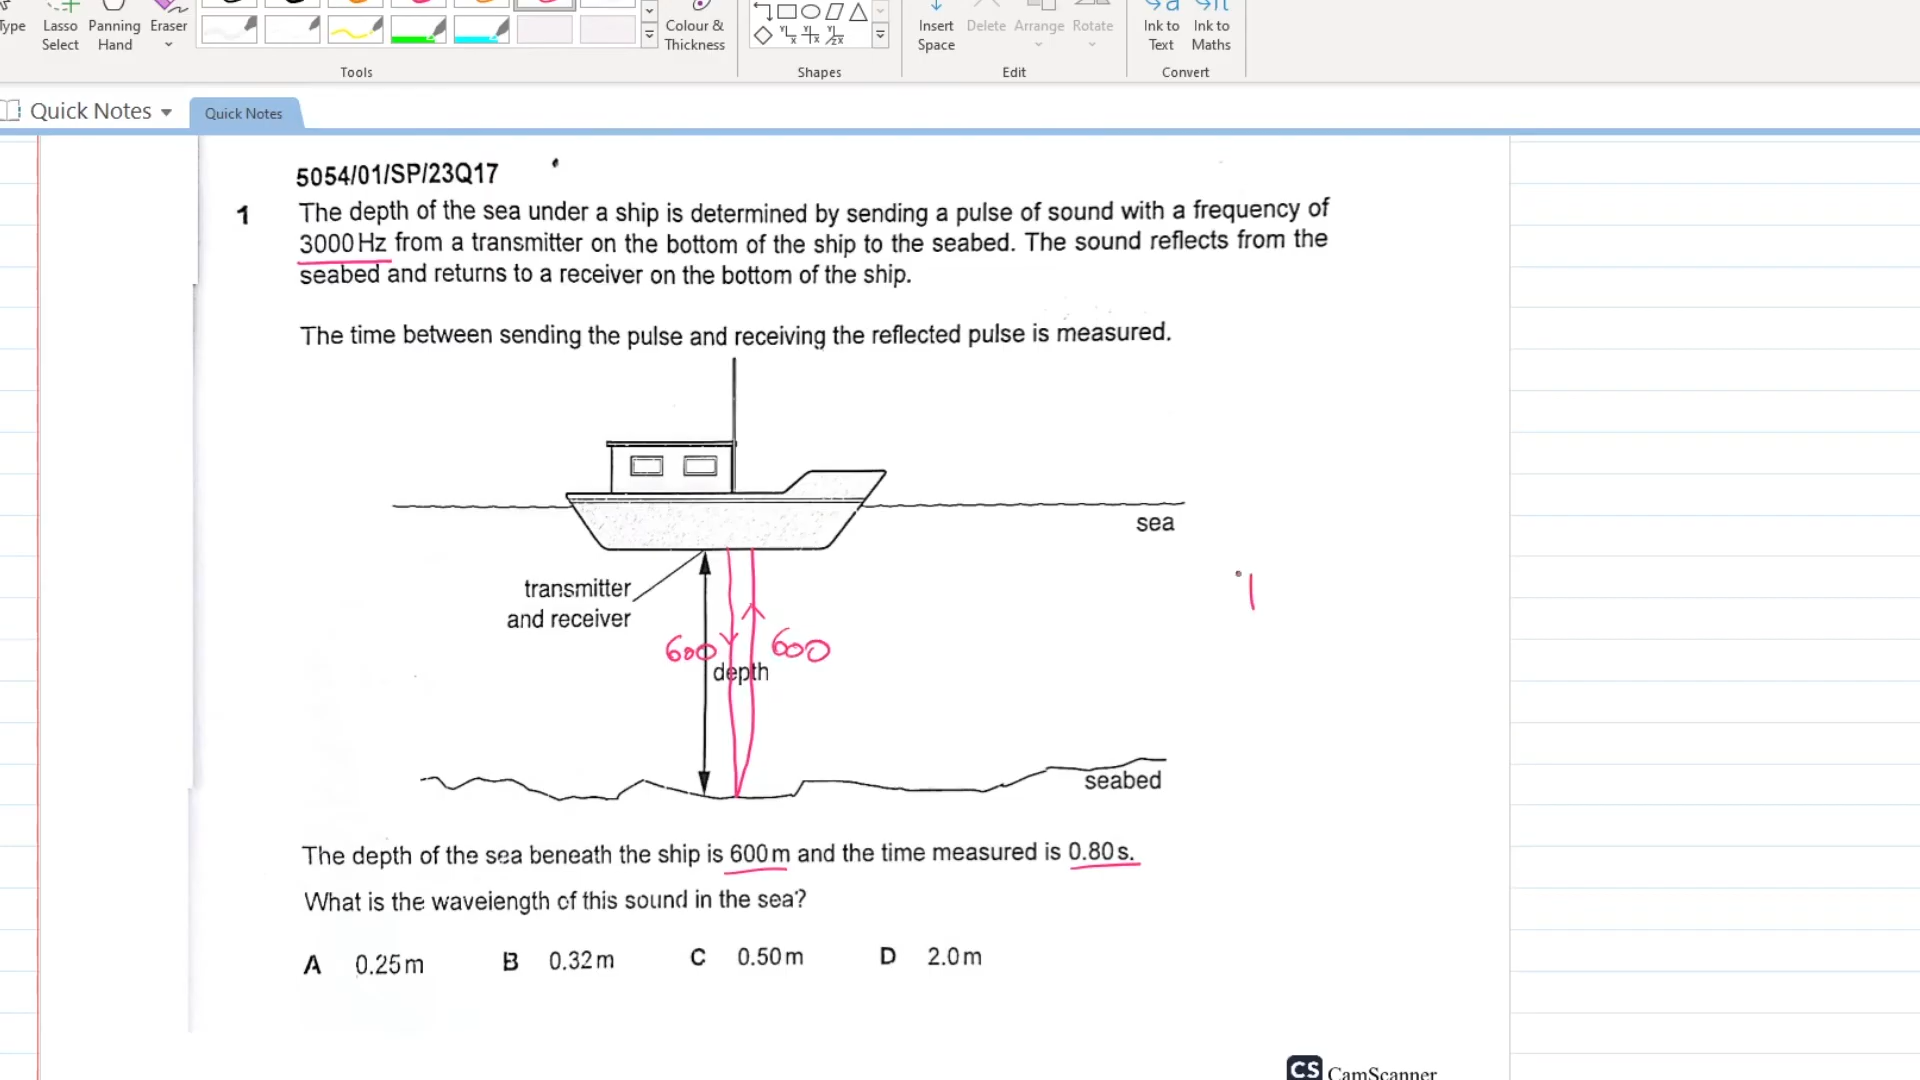 Type
Lasso Select
Panning Hand
Eraser
Colour & Thickness
Insert Space
Delete
Arrange
Rotate
Ink to Text
Ink to Maths
Tools
Shapes
Edit
Convert
Quick Notes
Quick Notes
5054/01/SP/23Q17
1 The depth of the sea under a ship is determined by sending a pulse of sound with a frequency of
3000 Hz from a transmitter on the bottom of the ship to the seabed. The sound reflects from the
seabed and returns to a receiver on the bottom of the ship.
The time between sending the pulse and receiving the reflected pulse is measured.
sea
transmitter
and receiver
600
600
depth
seabed
The depth of the sea beneath the ship is 600 m and the time measured is 0.80 s.
What is the wavelength of this sound in the sea?
A 0.25 m B 0.32 m C 0.50 m D 2.0 m
CS CamScanner